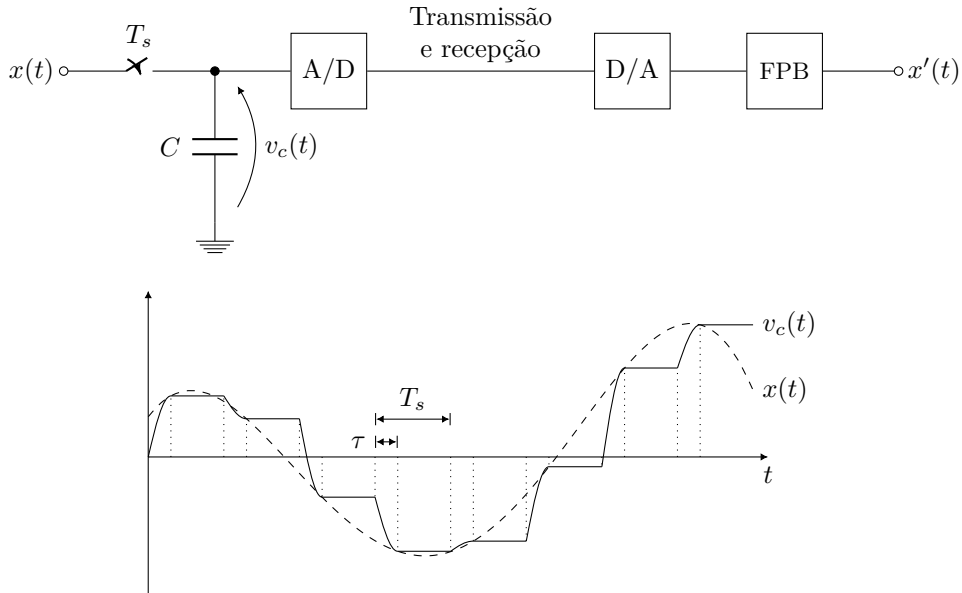 Transmissão
e recepção
T_s
x(t)
A/D
D/A
FPB
x'(t)
C
v_c(t)
v_c(t)
x(t)
T_s
τ
t